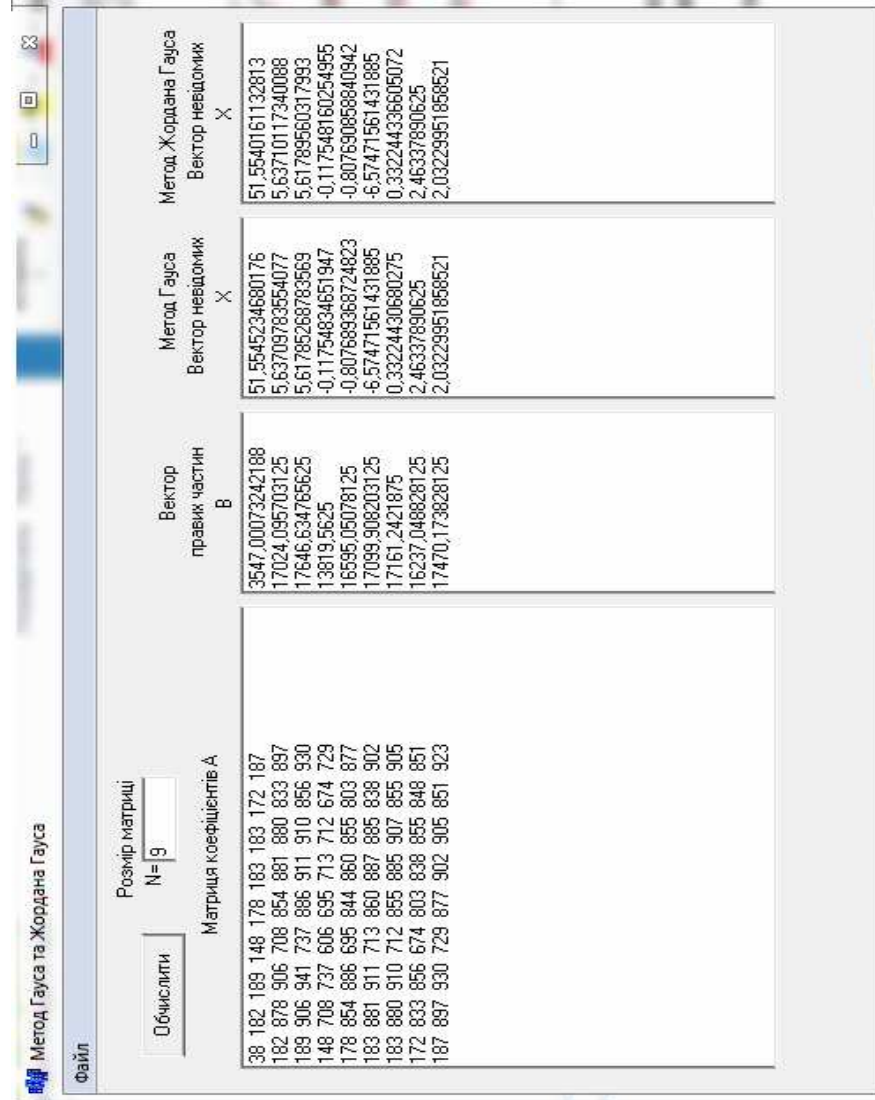 Метод Гауса та Жордана Гауса
Файл
Обчислити
Розмір матриці
N= 9
Матриця коефіцієнтів А
38 182 189 148 178 183 183 172 187
182 878 906 708 854 881 880 833 897
189 906 941 737 886 911 910 856 930
148 708 737 606 695 713 712 674 729
178 854 886 695 844 860 855 803 877
183 881 911 713 860 887 885 838 902
183 880 910 712 855 885 907 855 905
172 833 856 674 803 838 855 848 851
187 897 930 729 877 902 905 851 923
Вектор
правих частин
В
3547,00073242188
17024,095703125
17646,634765625
13819,5625
16595,05078125
17099,908203125
17161,2421875
16237,048828125
17470,173828125
Метод Гауса
Вектор невідомих
X
51,5545234680176
5,63709783554077
5,61785268783569
-0,117548346519­47
-0,807689368724823
-6,57471561431885
0,33224430680275
2,46337890625
2,03229951858521
Метод Жордана Гауса
Вектор невідомих
X
51,5540161132813
5,63710117340088
5,61789560317993
-0,117548160254955
-0,807690858840942
-6,57471561431885
0,332244336605072
2,46337890625
2,03229951858521